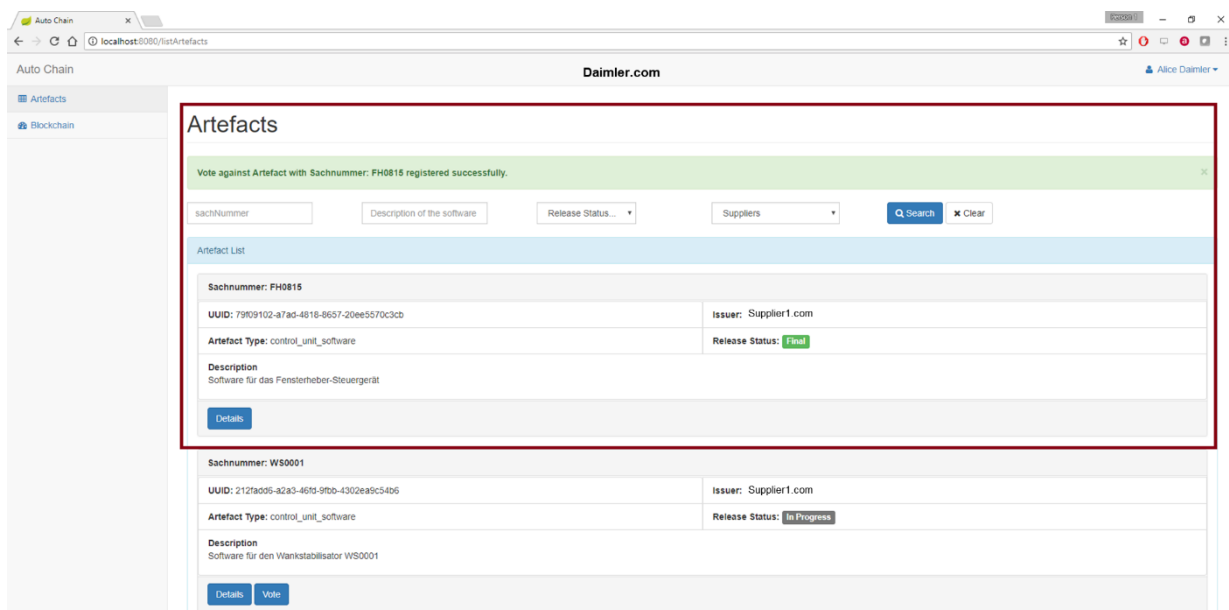 Auto Chain
localhost:8080/listArtefacts
Auto Chain
Daimler.com
Alice Daimler
Artefacts
Blockchain
Artefacts
Vote against Artefact with Sachnummer: FH0815 registered successfully.
sachNummer Description of the software Release Status... Suppliers Search Clear
Artefact List
Sachnummer: FH0815
UUID: 79f09102-a7ad-4818-8657-20ee5570c3cb Issuer: Supplier1.com
Artefact Type: control_unit_software Release Status: Final
Description
Software für das Fensterheber-Steuergerät
Details
Sachnummer: WS0001
UUID: 212fadd6-a2a3-46fd-9fbb-4302ea9c54b6 Issuer: Supplier1.com
Artefact Type: control_unit_software Release Status: In Progress
Description
Software für den Wankstabilisator WS0001
Details Vote